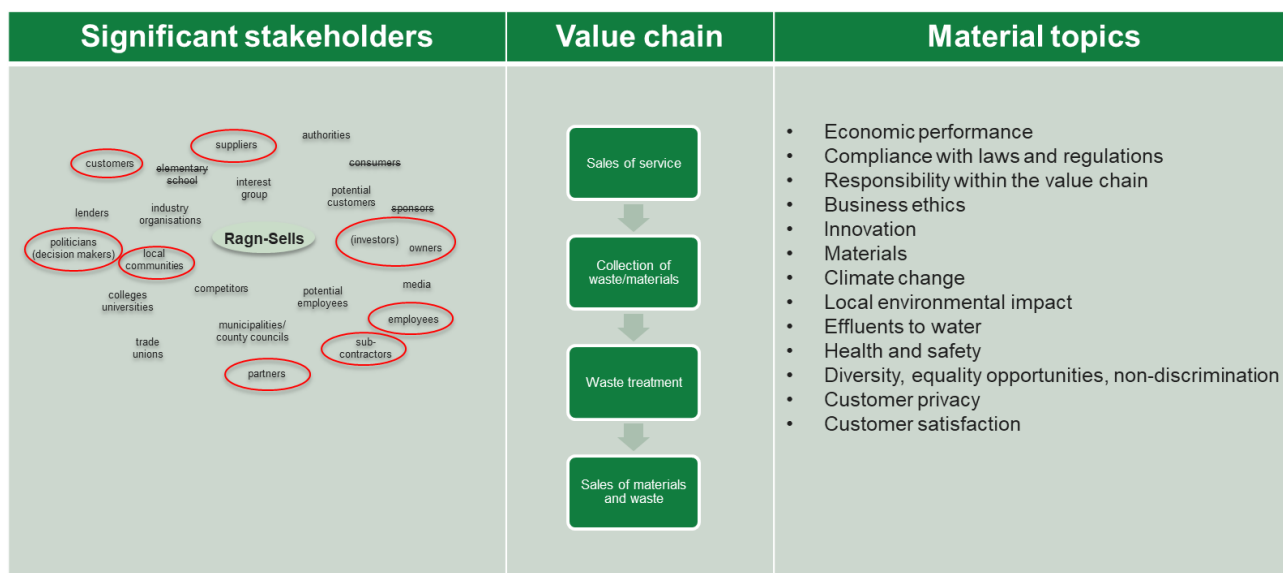 Significant stakeholders
Value chain
Material topics
authorities
suppliers
customers
consumers
elementary
school
interest
group
potential
customers
sponsors
lenders
industry
organisations
Ragn-Sells
(investors)
owners
politicians
(decision makers)
local
communities
colleges
universities
competitors
potential
employees
media
employees
municipalities/
county councils
trade
unions
sub-
contractors
partners
Sales of service
Collection of
waste/materials
Waste treatment
Sales of materials
and waste
• Economic performance
• Compliance with laws and regulations
• Responsibility within the value chain
• Business ethics
• Innovation
• Materials
• Climate change
• Local environmental impact
• Effluents to water
• Health and safety
• Diversity, equality opportunities, non-discrimination
• Customer privacy
• Customer satisfaction